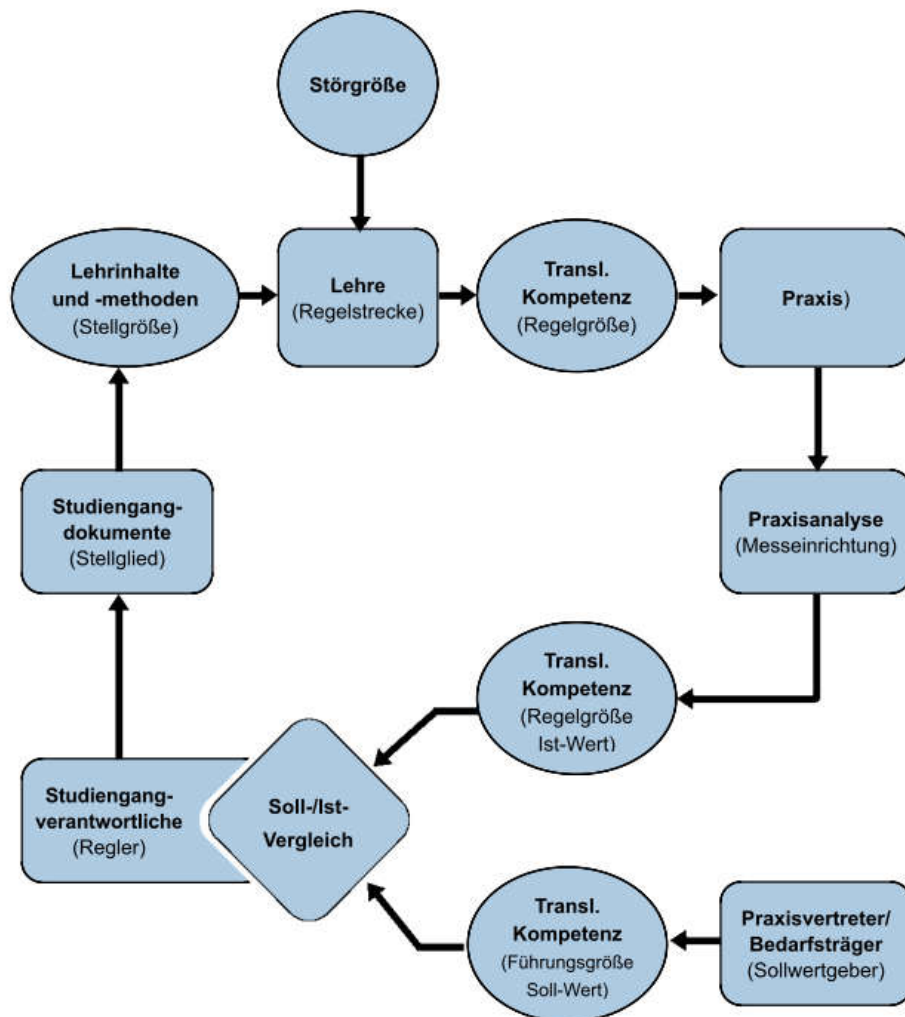 Störgröße
Lehrinhalte
und -methoden
(Stellgröße)
Lehre
(Regelstrecke)
Transl.
Kompetenz
(Regelgröße)
Praxis)
Studiengang-
dokumente
(Stellglied)
Praxisanalyse
(Messeinrichtung)
Transl.
Kompetenz
(Regelgröße
Ist-Wert)
Studiengang-
verantwortliche
(Regler)
Soll-/Ist-
Vergleich
Transl.
Kompetenz
(Führungsgröße
Soll-Wert)
Praxisvertreter/
Bedarfsträger
(Sollwertgeber)